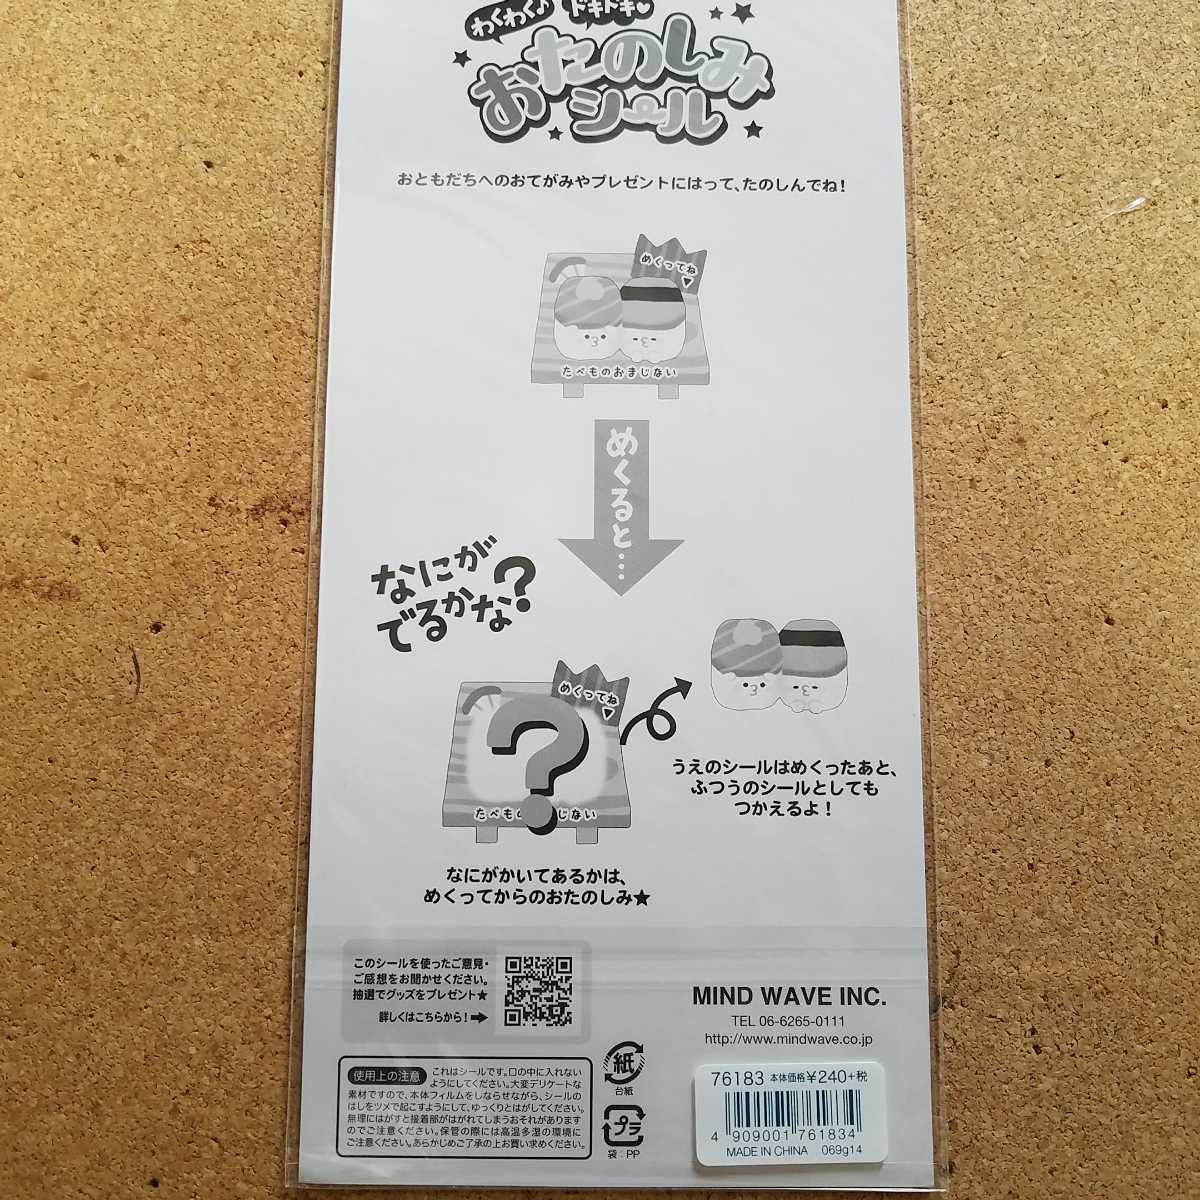 わくわく♪
ドキドキ♥
おたのしみ
シール
おともだちへのおてがみやプレゼントにはって、たのしんでね!
めくってね
たべものおまじない
めくると…
なにが
でるかな?
めくってね
?
たべもの じない
うえのシールはめくったあと、
ふつうのシールとしても
つかえるよ!
なにがかいてあるかは、
めくってからのおたのしみ★
このシールを使ったご意見・
ご感想をお聞かせください。
抽選でグッズをプレゼント★
詳しくはこちらから!➡
MIND WAVE INC.
TEL 06-6265-0111
http://www.mindwave.co.jp
使用上の注意 これはシールです。口の中に入れない
ようにしてください。大変デリケートな
素材ですので、本体フィルムをしならせながら、シールの
はしをツメで起こすようにして、ゆっくりとはがしてください。
無理にはがすと接着部がはがれてしまうおそれがあります
のでご注意ください。保管の際には高温多湿の環境に
ご注意ください。あらかじめご了承の上お買い求めください。
紙
台紙
プラ
袋:PP
76183 本体価格¥240+税
4 909001 761834
MADE IN CHINA 069g14